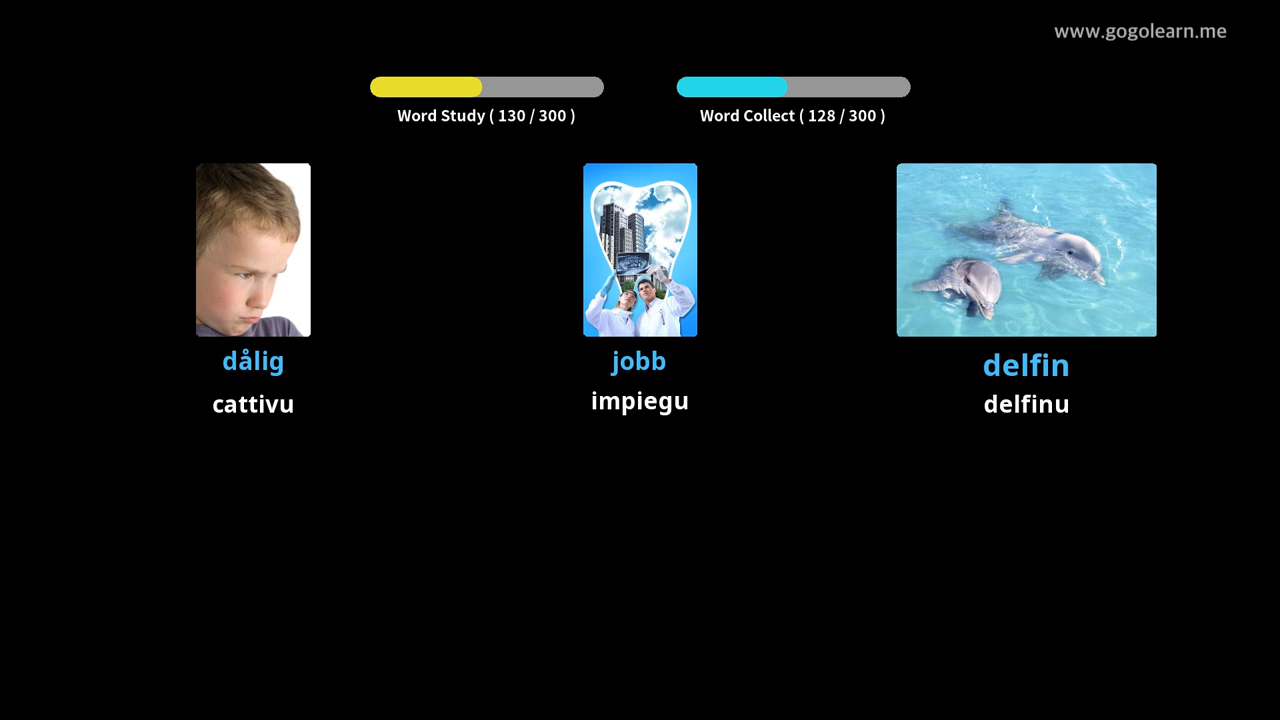 www.gogolearn.me
Word Study ( 130 / 300 )
Word Collect ( 128 / 300 )
dålig
cattivu
jobb
impiegu
delfin
delfinu